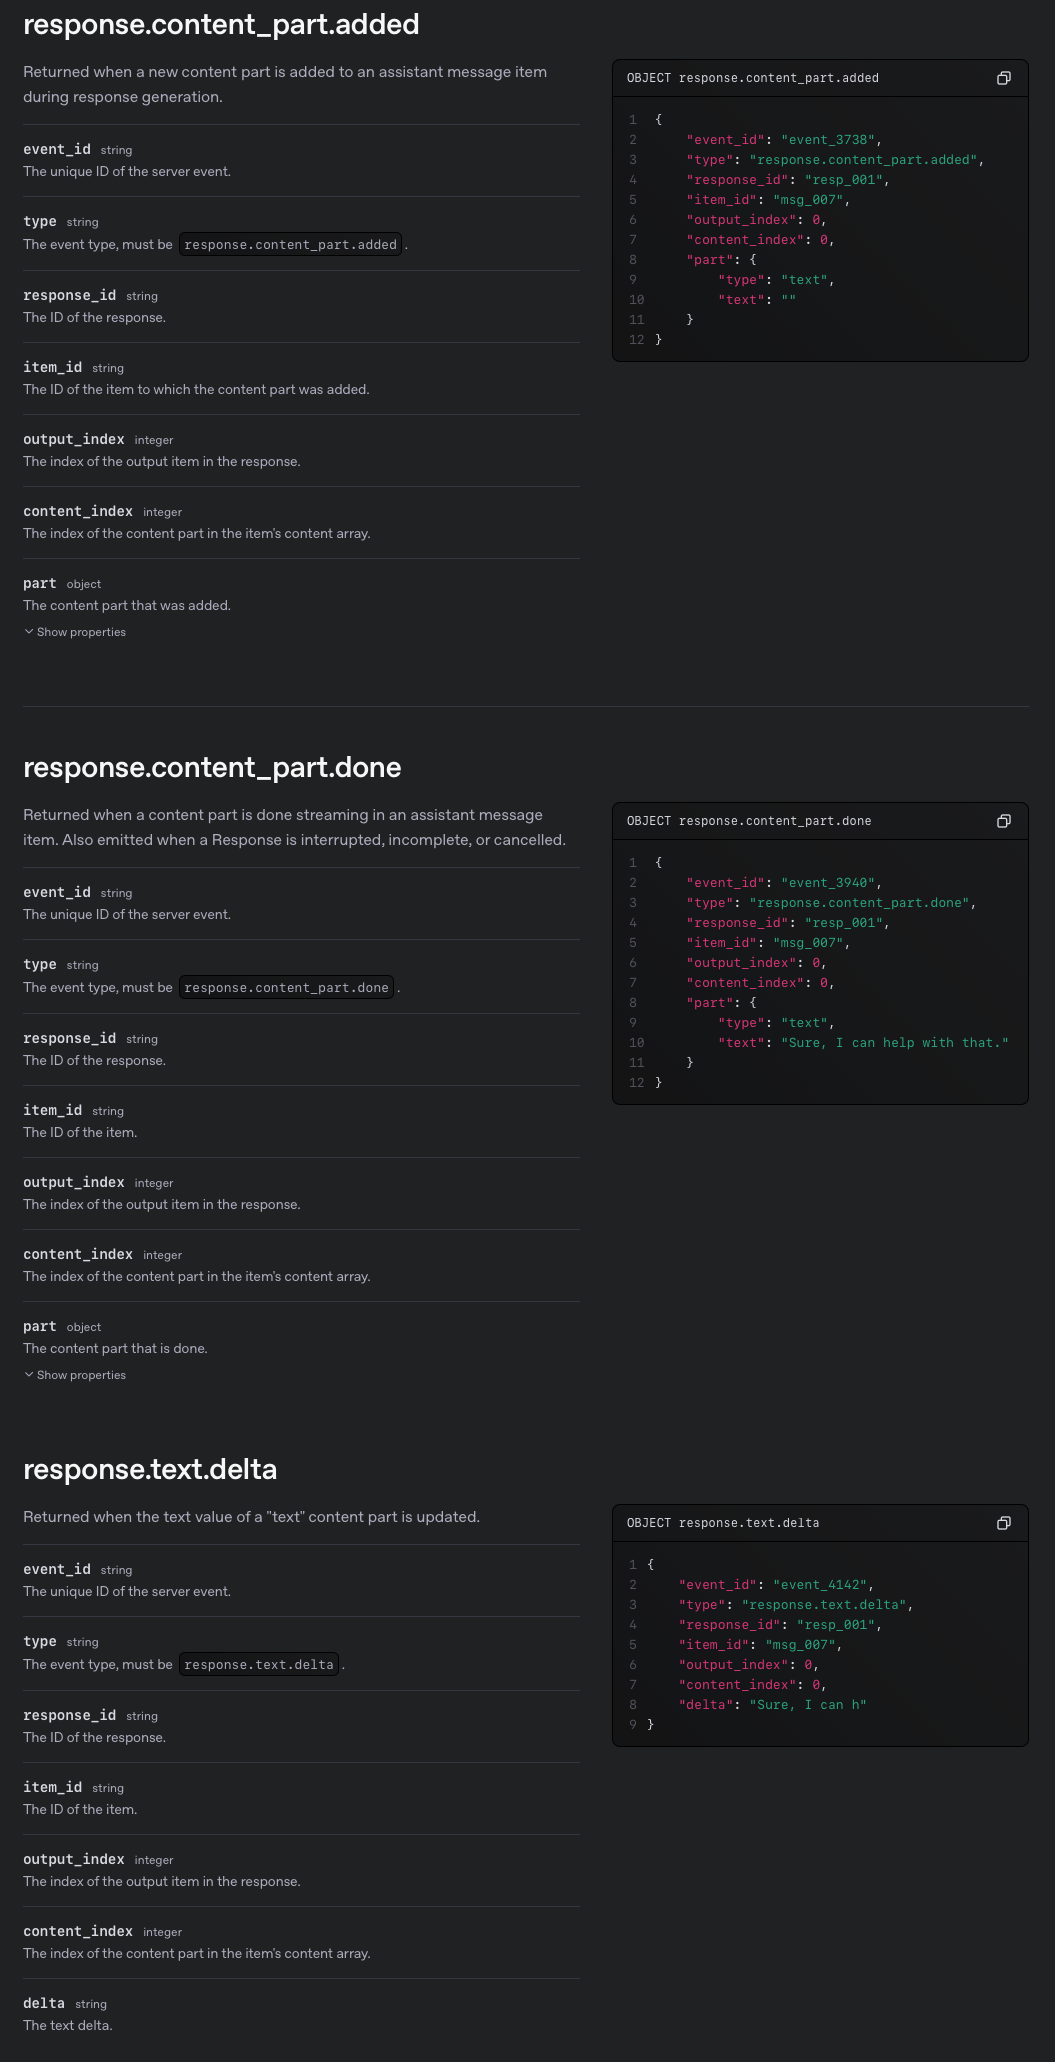 response.content_part.added
Returned when a new content part is added to an assistant message item
during response generation.
event_id string
The unique ID of the server event.
type string
The event type, must be response.content_part.added.
response_id string
The ID of the response.
item_id string
The ID of the item to which the content part was added.
output_index integer
The index of the output item in the response.
content_index integer
The index of the content part in the item's content array.
part object
The content part that was added.
Show properties
OBJECT response.content_part.added
1 {
2     "event_id": "event_3738",
3     "type": "response.content_part.added",
4     "response_id": "resp_001",
5     "item_id": "msg_007",
6     "output_index": 0,
7     "content_index": 0,
8     "part": {
9         "type": "text",
10         "text": ""
11     }
12 }
response.content_part.done
Returned when a content part is done streaming in an assistant message
item. Also emitted when a Response is interrupted, incomplete, or cancelled.
event_id string
The unique ID of the server event.
type string
The event type, must be response.content_part.done.
response_id string
The ID of the response.
item_id string
The ID of the item.
output_index integer
The index of the output item in the response.
content_index integer
The index of the content part in the item's content array.
part object
The content part that is done.
Show properties
OBJECT response.content_part.done
1 {
2     "event_id": "event_3940",
3     "type": "response.content_part.done",
4     "response_id": "resp_001",
5     "item_id": "msg_007",
6     "output_index": 0,
7     "content_index": 0,
8     "part": {
9         "type": "text",
10         "text": "Sure, I can help with that."
11     }
12 }
response.text.delta
Returned when the text value of a "text" content part is updated.
event_id string
The unique ID of the server event.
type string
The event type, must be response.text.delta.
response_id string
The ID of the response.
item_id string
The ID of the item.
output_index integer
The index of the output item in the response.
content_index integer
The index of the content part in the item's content array.
delta string
The text delta.
OBJECT response.text.delta
1 {
2     "event_id": "event_4142",
3     "type": "response.text.delta",
4     "response_id": "resp_001",
5     "item_id": "msg_007",
6     "output_index": 0,
7     "content_index": 0,
8     "delta": "Sure, I can h"
9 }